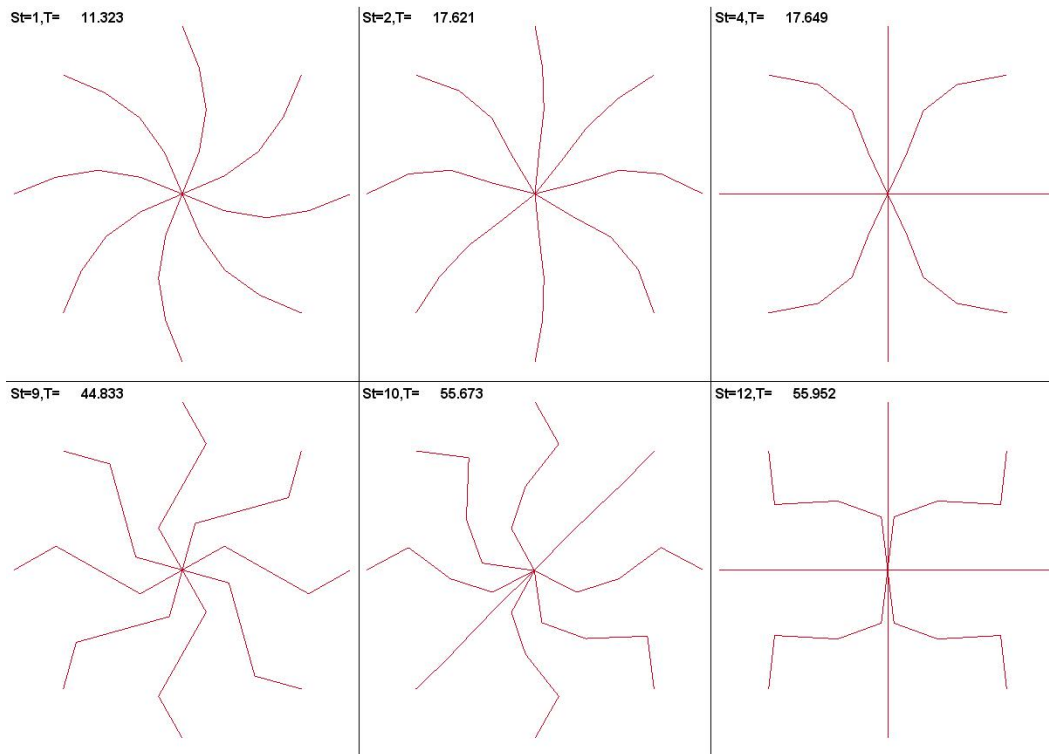 St=1,T= 11.323
St=2,T= 17.621
St=4,T= 17.649
St=9,T= 44.833
St=10,T= 55.673
St=12,T= 55.952